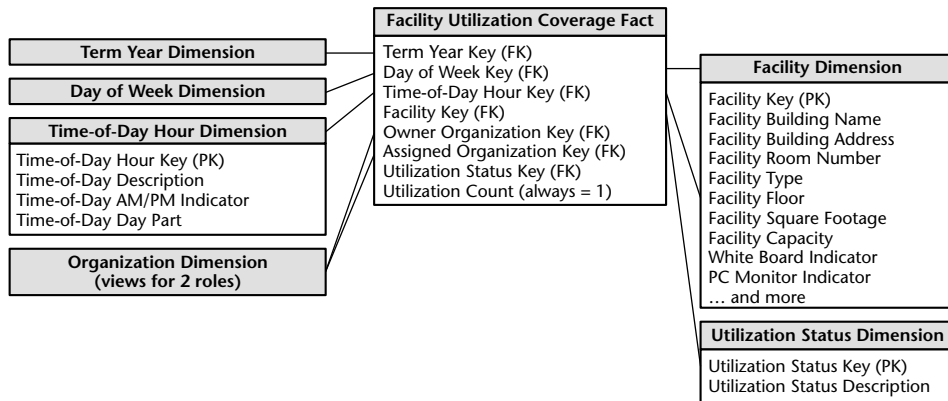 Facility Utilization Coverage Fact
Term Year Key (FK)
Day of Week Key (FK)
Time-of-Day Hour Key (FK)
Facility Key (FK)
Owner Organization Key (FK)
Assigned Organization Key (FK)
Utilization Status Key (FK)
Utilization Count (always = 1)
Term Year Dimension
Day of Week Dimension
Time-of-Day Hour Dimension
Time-of-Day Hour Key (PK)
Time-of-Day Description
Time-of-Day AM/PM Indicator
Time-of-Day Day Part
Organization Dimension
(views for 2 roles)
Facility Dimension
Facility Key (PK)
Facility Building Name
Facility Building Address
Facility Room Number
Facility Type
Facility Floor
Facility Square Footage
Facility Capacity
White Board Indicator
PC Monitor Indicator
… and more
Utilization Status Dimension
Utilization Status Key (PK)
Utilization Status Description